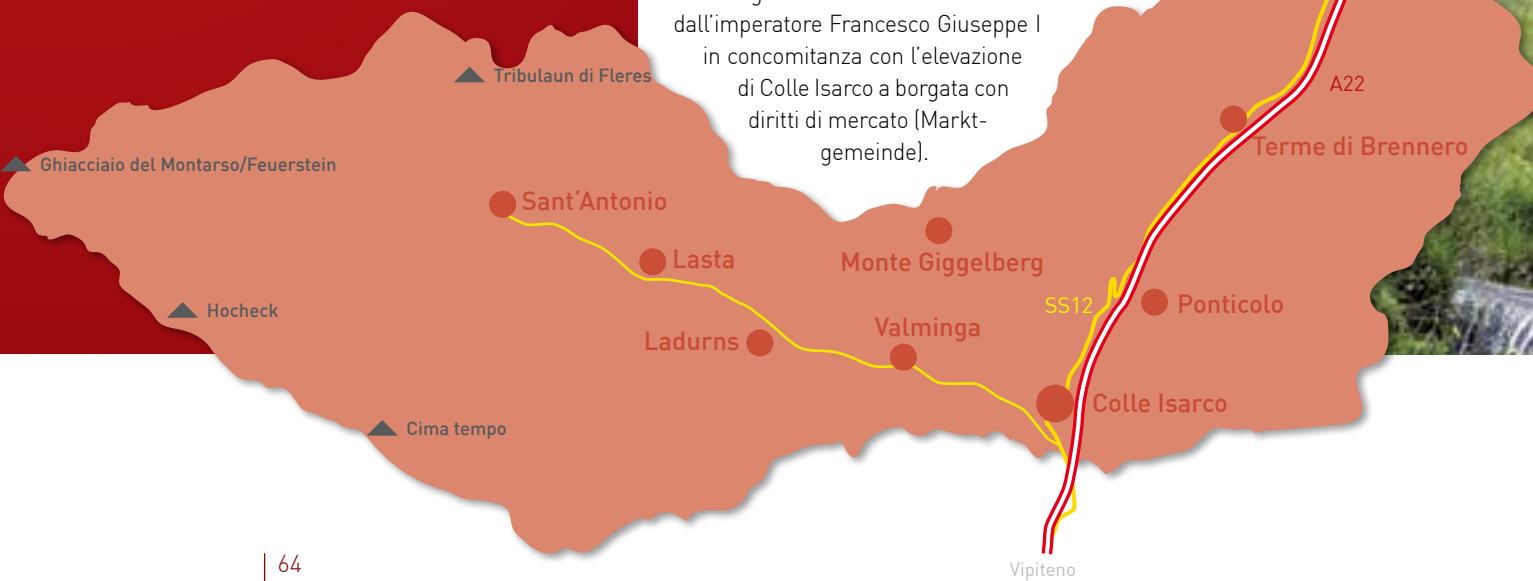 dall'imperatore Francesco Giuseppe I
in concomitanza con l'elevazione
di Colle Isarco a borgata con
diritti di mercato (Markt-
gemeinde).
Tribulaun di Fleres
A22
Terme di Brennero
Ghiacciaio del Montarso/Feuerstein
Sant'Antonio
Lasta
Monte Giggelberg
Hocheck
SS12
Ponticolo
Ladurns
Valminga
Colle Isarco
Cima tempo
64
Vipiteno